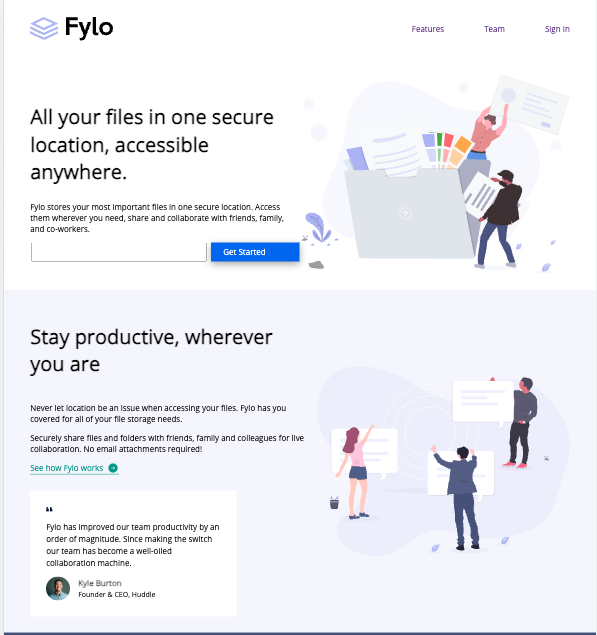 Fylo
Features Team Sign In
All your files in one secure
location, accessible
anywhere.
Fylo stores your most important files in one secure location. Access
them wherever you need, share and collaborate with friends, family,
and co-workers.
Get Started
Stay productive, wherever
you are
Never let location be an issue when accessing your files. Fylo has you
covered for all of your file storage needs.
Securely share files and folders with friends, family and colleagues for live
collaboration. No email attachments required!
See how Fylo works
“
Fylo has improved our team productivity by an
order of magnitude. Since making the switch
our team has become a well-oiled
collaboration machine.
Kyle Burton
Founder & CEO, Huddle